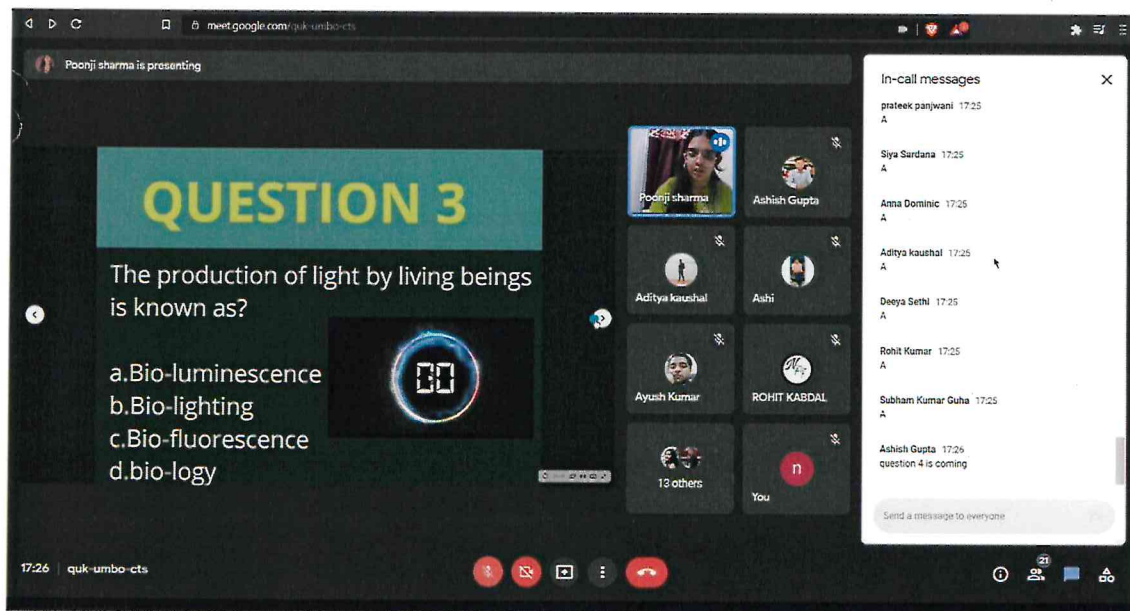 meet.google.com/quk-umbo-cts
Poonji sharma is presenting
QUESTION 3
The production of light by living beings
is known as?
a.Bio-luminescence
b.Bio-lighting
c.Bio-fluorescence
d.bio-logy
00
Poonji sharma
Ashish Gupta
Aditya kaushal
Ashi
Ayush Kumar
ROHIT KABDAL
13 others
n
You
In-call messages
prateek panjwani 17:25
A
Siya Sardana 17:25
A
Anna Dominic 17:25
A
Aditya kaushal 17:25
A
Deeya Sethi 17:25
A
Rohit Kumar 17:25
A
Subham Kumar Guha 17:25
A
Ashish Gupta 17:26
question 4 is coming
Send a message to everyone
17:26 | quk-umbo-cts
21